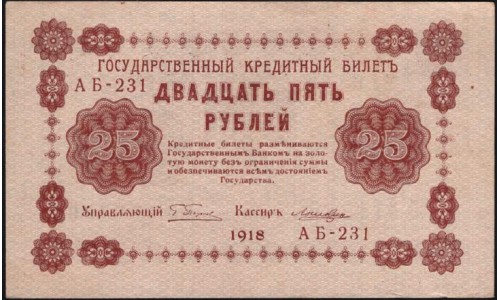 ГОСУДАРСТВЕННЫЙ КРЕДИТНЫЙ БИЛЕТЪ
АБ-231
ДВАДЦАТЬ ПЯТЬ
РУБЛЕЙ
25
25
Кредитные билеты размѣниваются
Государственнымъ Банкомъ на золо-
тую монету безъ ограниченія суммы
и обезпечиваются всѣмъ достояніемъ
Государства.
Управляющій
Кассиръ
1918
АБ-231